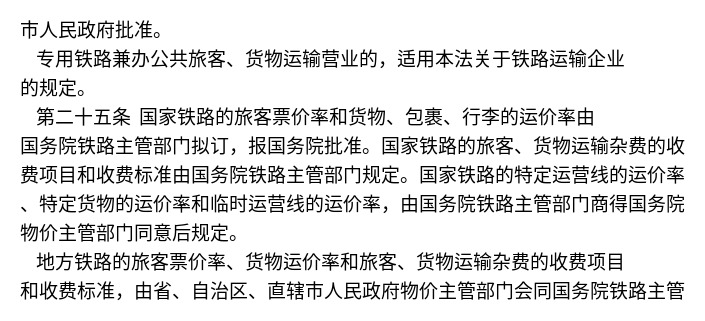 市人民政府批准。
专用铁路兼办公共旅客、货物运输营业的，适用本法关于铁路运输企业
的规定。
第二十五条 国家铁路的旅客票价率和货物、包裹、行李的运价率由
国务院铁路主管部门拟订，报国务院批准。国家铁路的旅客、货物运输杂费的收
费项目和收费标准由国务院铁路主管部门规定。国家铁路的特定运营线的运价率
、特定货物的运价率和临时运营线的运价率，由国务院铁路主管部门商得国务院
物价主管部门同意后规定。
地方铁路的旅客票价率、货物运价率和旅客、货物运输杂费的收费项目
和收费标准，由省、自治区、直辖市人民政府物价主管部门会同国务院铁路主管